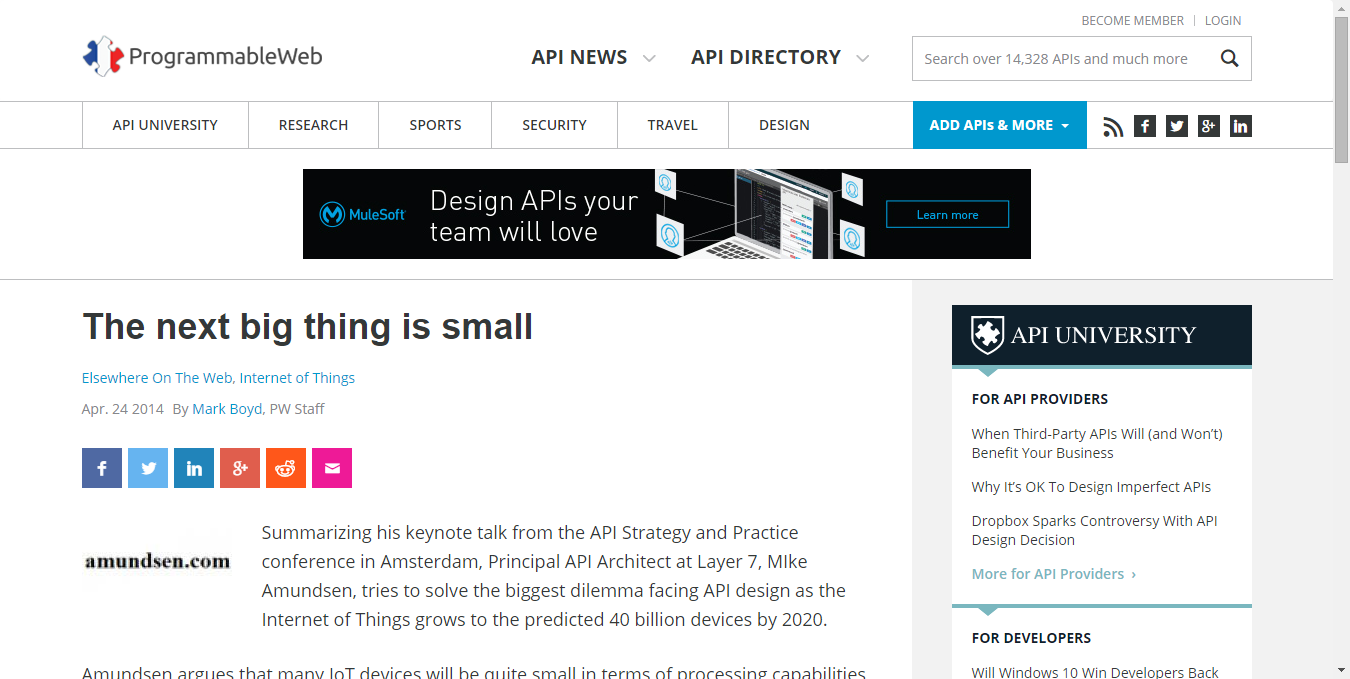 BECOME MEMBER | LOGIN
ProgrammableWeb
API NEWS
API DIRECTORY
Search over 14,328 APIs and much more
API UNIVERSITY
RESEARCH
SPORTS
SECURITY
TRAVEL
DESIGN
ADD APIs & MORE
MuleSoft
Design APIs your
team will love
Learn more
The next big thing is small
Elsewhere On The Web, Internet of Things
Apr. 24 2014 By Mark Boyd, PW Staff
amundsen.com
Summarizing his keynote talk from the API Strategy and Practice
conference in Amsterdam, Principal API Architect at Layer 7, MIke
Amundsen, tries to solve the biggest dilemma facing API design as the
Internet of Things grows to the predicted 40 billion devices by 2020.
Amundsen argues that many IoT devices will be quite small in terms of processing capabilities
API UNIVERSITY
FOR API PROVIDERS
When Third-Party APIs Will (and Won't)
Benefit Your Business
Why It's OK To Design Imperfect APIs
Dropbox Sparks Controversy With API
Design Decision
More for API Providers ›
FOR DEVELOPERS
Will Windows 10 Win Developers Back